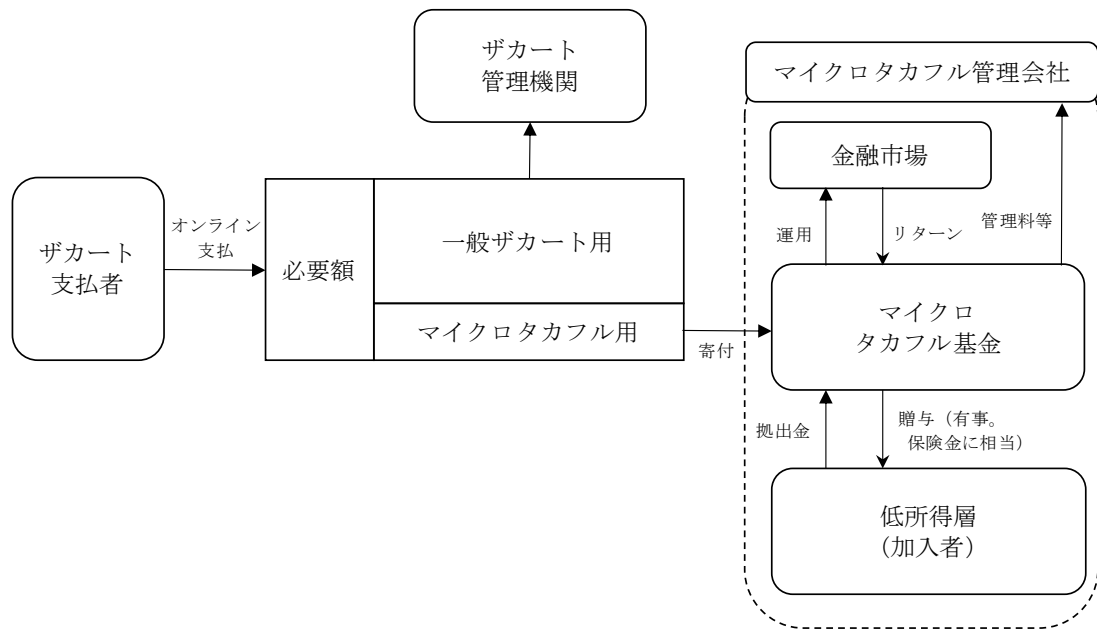 ザカート
管理機関
マイクロタカフル管理会社
金融市場
ザカート
支払者
オンライン
支払
必要額
一般ザカート用
マイクロタカフル用
運用
リターン
管理料等
寄付
マイクロ
タカフル基金
拠出金
贈与（有事。
保険金に相当）
低所得層
（加入者）